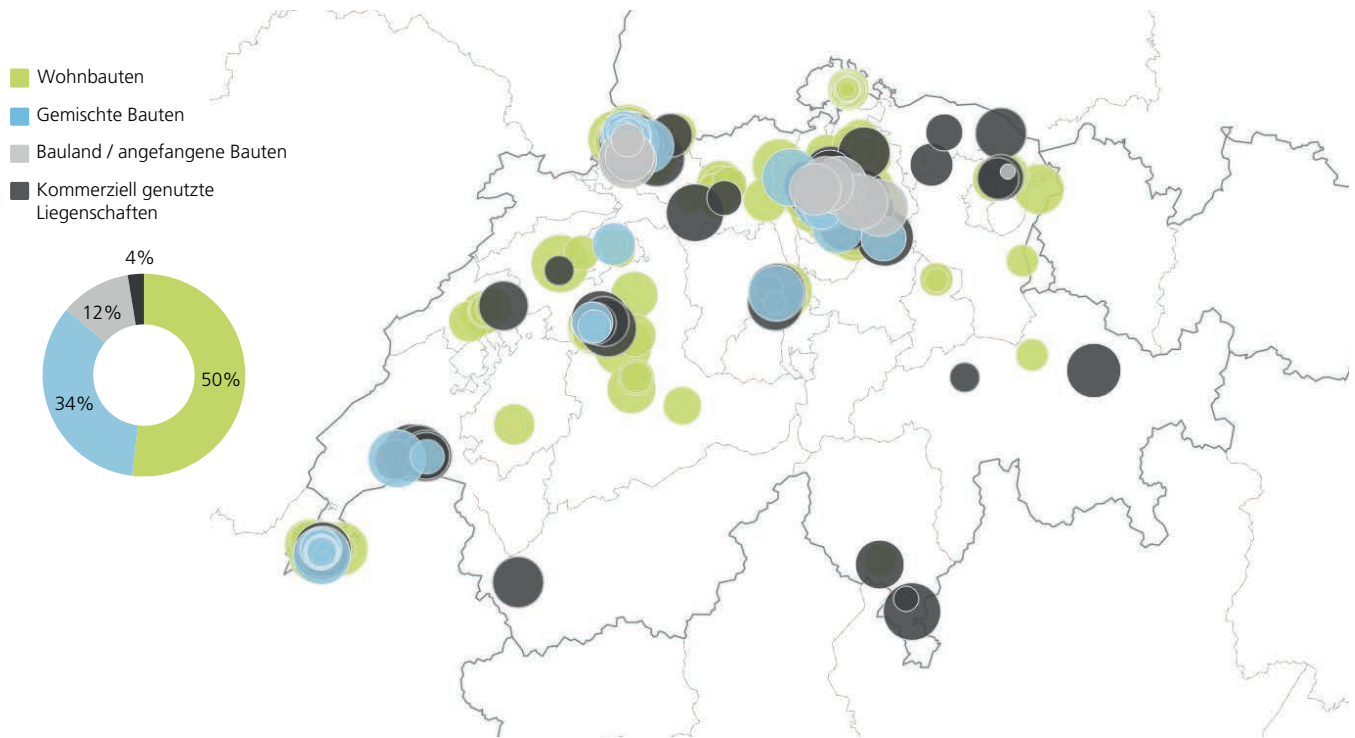 Wohnbauten
Gemischte Bauten
Bauland / angefangene Bauten
Kommerziell genutzte
Liegenschaften
4%
12%
50%
34%